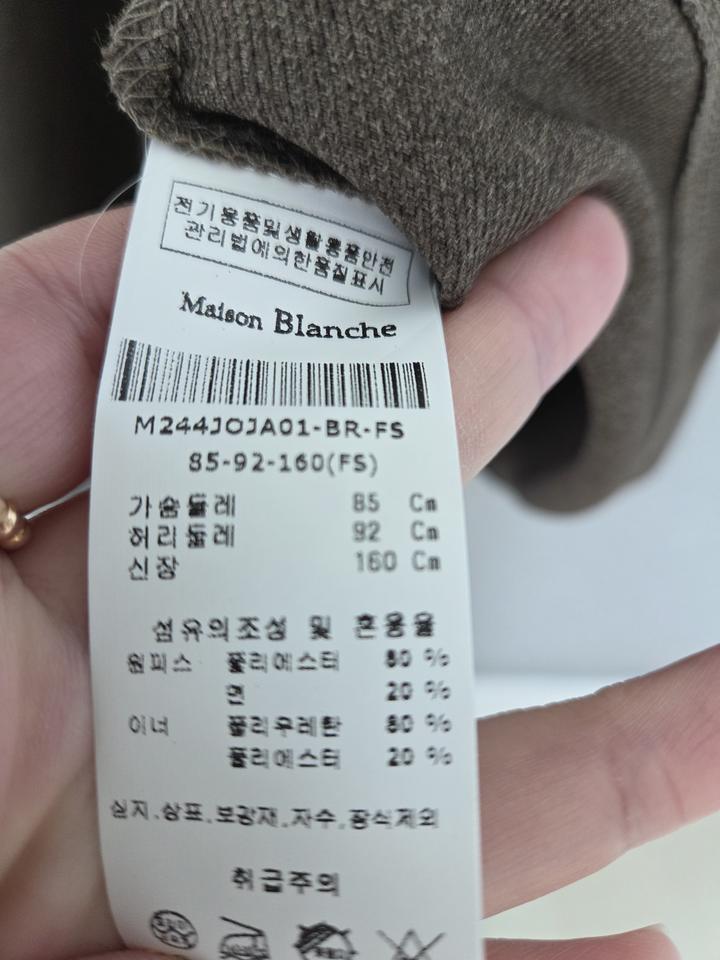 전기용품및생활용품안전
관리법에의한품질표시
Maison Blanche
M244JOJA01-BR-FS
85-92-160(FS)
가슴둘레 85 Cm
허리둘레 92 Cm
신장 160 Cm
섬유의조성 및 혼용율
원피스 폴리에스터 80 %
면 20 %
이너 폴리우레탄 80 %
폴리에스터 20 %
심지,상표,보강재,자수,장식제외
취급주의